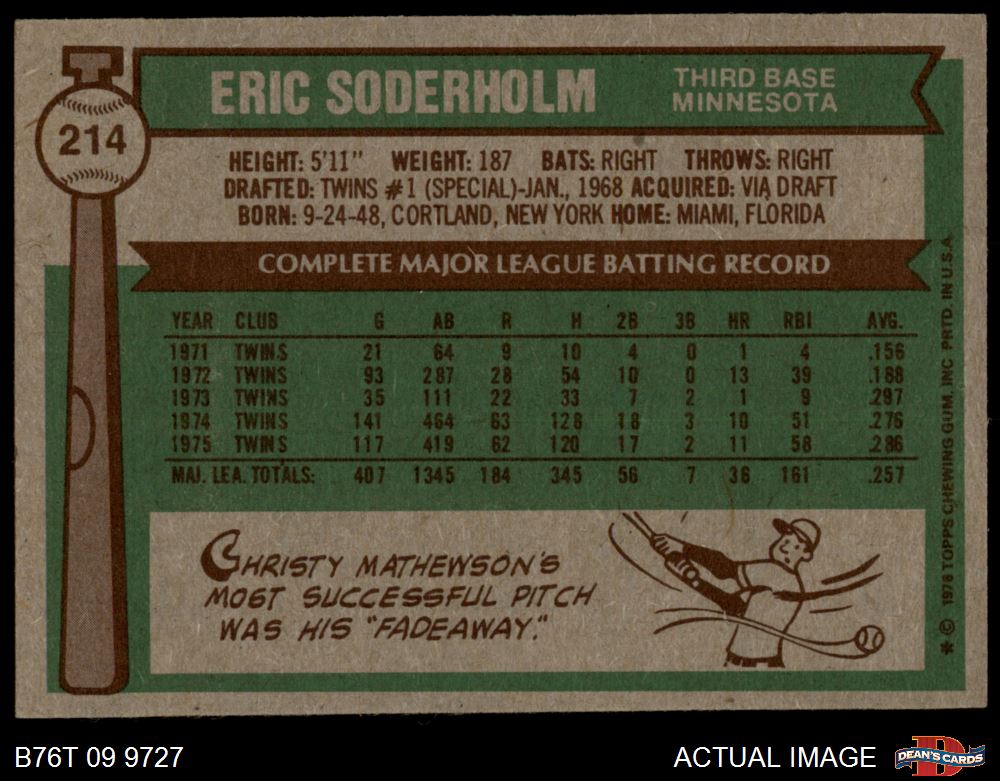 214
ERIC SODERHOLM
THIRD BASE
MINNESOTA
HEIGHT: 5'11" WEIGHT: 187 BATS: RIGHT THROWS: RIGHT
DRAFTED: TWINS #1 (SPECIAL)-JAN., 1968 ACQUIRED: VIA DRAFT
BORN: 9-24-48, CORTLAND, NEW YORK HOME: MIAMI, FLORIDA
COMPLETE MAJOR LEAGUE BATTING RECORD
YEAR CLUB G AB R H 2B 3B HR RBI AVG.
1971 TWINS 21 64 9 10 4 0 1 4 .156
1972 TWINS 93 287 28 54 10 0 13 39 .188
1973 TWINS 35 111 22 33 7 2 1 9 .297
1974 TWINS 141 464 63 128 18 3 10 51 .276
1975 TWINS 117 419 62 120 17 2 11 58 .286
MAJ. LEA. TOTALS: 407 1345 184 345 56 7 36 161 .257
CHRISTY MATHEWSON'S
MOST SUCCESSFUL PITCH
WAS HIS "FADEAWAY."
* © 1976 TOPPS CHEWING GUM, INC. PRTD. IN U.S.A.
B76T 09 9727
ACTUAL IMAGE
D
DEAN'S CARDS